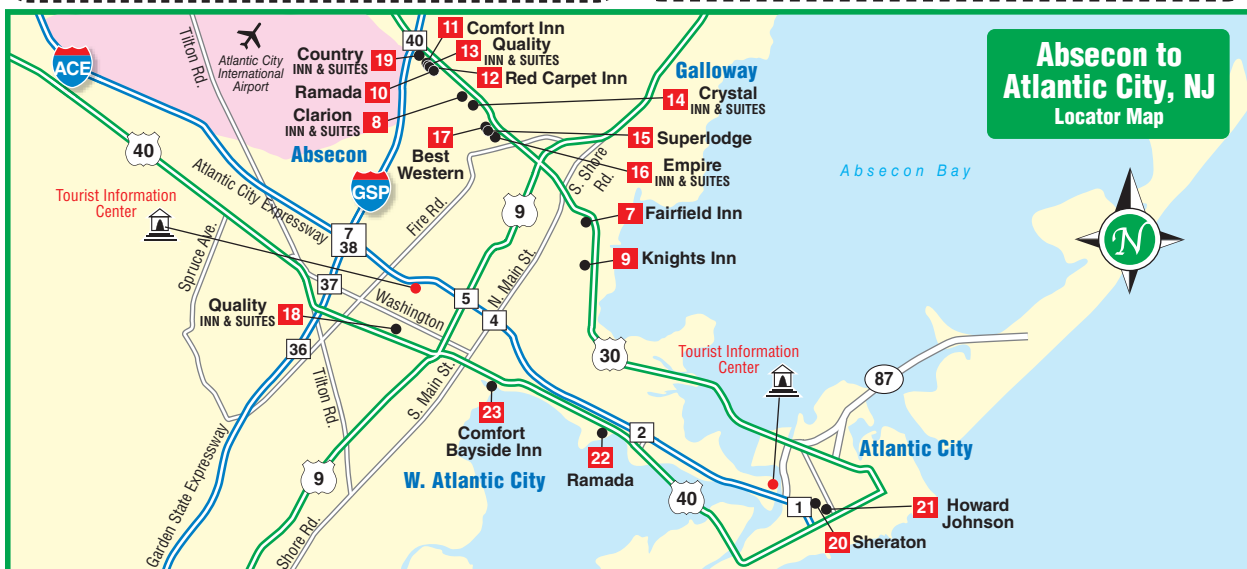 Absecon to
Atlantic City, NJ
Locator Map
N
ACE
Tilton Rd.
Atlantic City
International
Airport
40
11 Comfort Inn
13 Quality
INN & SUITES
19 Country
INN & SUITES
12 Red Carpet Inn
10 Ramada
Galloway
14 Crystal
INN & SUITES
8 Clarion
INN & SUITES
17
Best
Western
15 Superlodge
16 Empire
INN & SUITES
Absecon
40
GSP
Atlantic City Expressway
Tourist Information
Center
Spruce Ave.
Fire Rd.
S. Shore
Rd.
9
7 Fairfield Inn
9 Knights Inn
Absecon Bay
7
38
37
5
4
N. Main St.
Washington
Quality
INN & SUITES
18
36
Tilton Rd.
S. Main St.
30
Tourist Information
Center
87
23
Comfort
Bayside Inn
2
22
Ramada
Atlantic City
W. Atlantic City
9
40
1
21 Howard
Johnson
20 Sheraton
Garden State Expressway
Shore Rd.